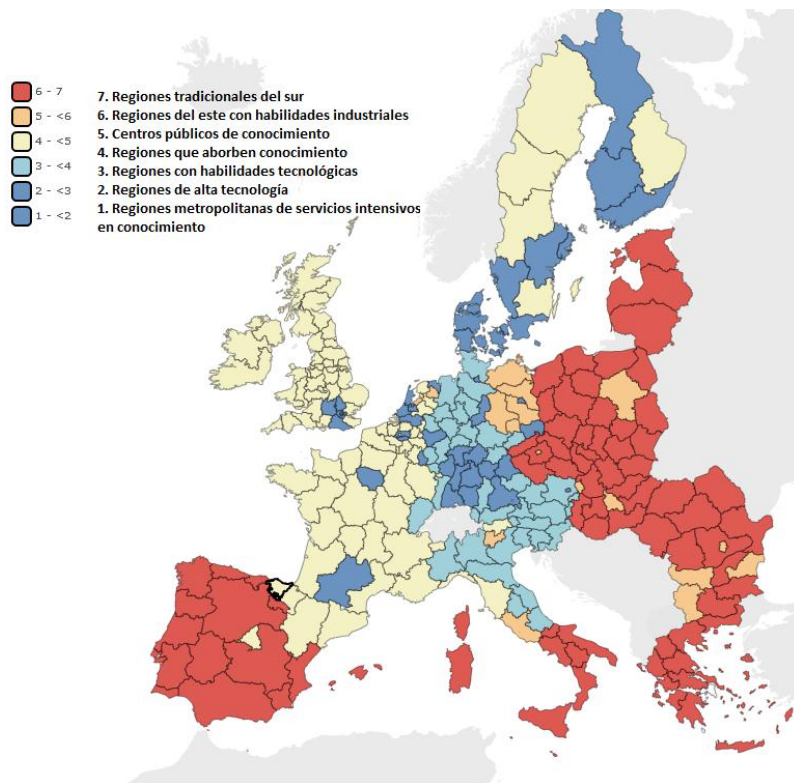 6 - 7
5 - <6
4 - <5
3 - <4
2 - <3
1 - <2
7. Regiones tradicionales del sur
6. Regiones del este con habilidades industriales
5. Centros públicos de conocimiento
4. Regiones que aborben conocimiento
3. Regiones con habilidades tecnológicas
2. Regiones de alta tecnología
1. Regiones metropolitanas de servicios intensivos
en conocimiento